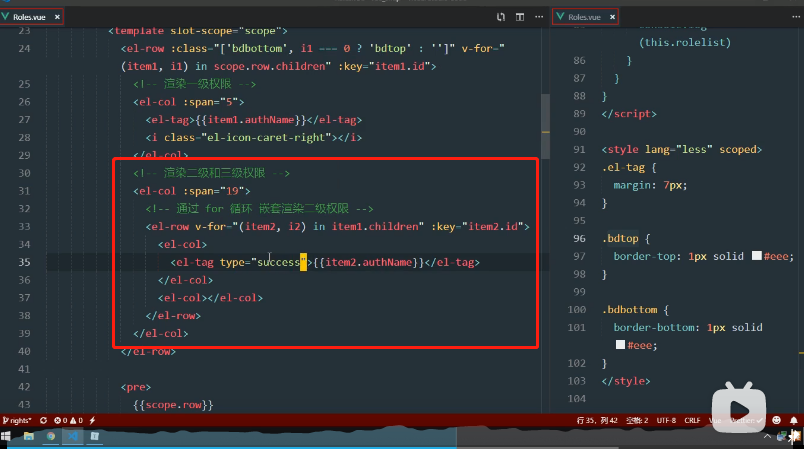 Roles.vue ×
Roles.vue ×
23 <template slot-scope="scope">
24 <el-row :class="['bdbottom', i1 === 0 ? 'bdtop' : '']" v-for="
(item1, i1) in scope.row.children" :key="item1.id">
25 <!-- 渲染一级权限 -->
26 <el-col :span="5">
27 <el-tag>{{item1.authName}}</el-tag>
28 <i class="el-icon-caret-right"></i>
29 </el-col>
30 <!-- 渲染二级和三级权限 -->
31 <el-col :span="19">
32 <!-- 通过 for 循环 嵌套渲染二级权限 -->
33 <el-row v-for="(item2, i2) in item1.children" :key="item2.id">
34 <el-col>
35 <el-tag type="success">{{item2.authName}}</el-tag>
36 </el-col>
37 <el-col></el-col>
38 </el-row>
39 </el-col>
40 </el-row>
41
42 <pre>
43 {{scope.row}}
(this.rolelist)
86 }
87 }
88 }
89 </script>
90
91 <style lang="less" scoped>
92 .el-tag {
93 margin: 7px;
94 }
95
96 .bdtop {
97 border-top: 1px solid #eee;
98 }
99
100 .bdbottom {
101 border-bottom: 1px solid
#eee;
102 }
103 </style>
104
rights* 0 0 行 35, 列 42 空格: 2 UTF-8 CRLF Vue